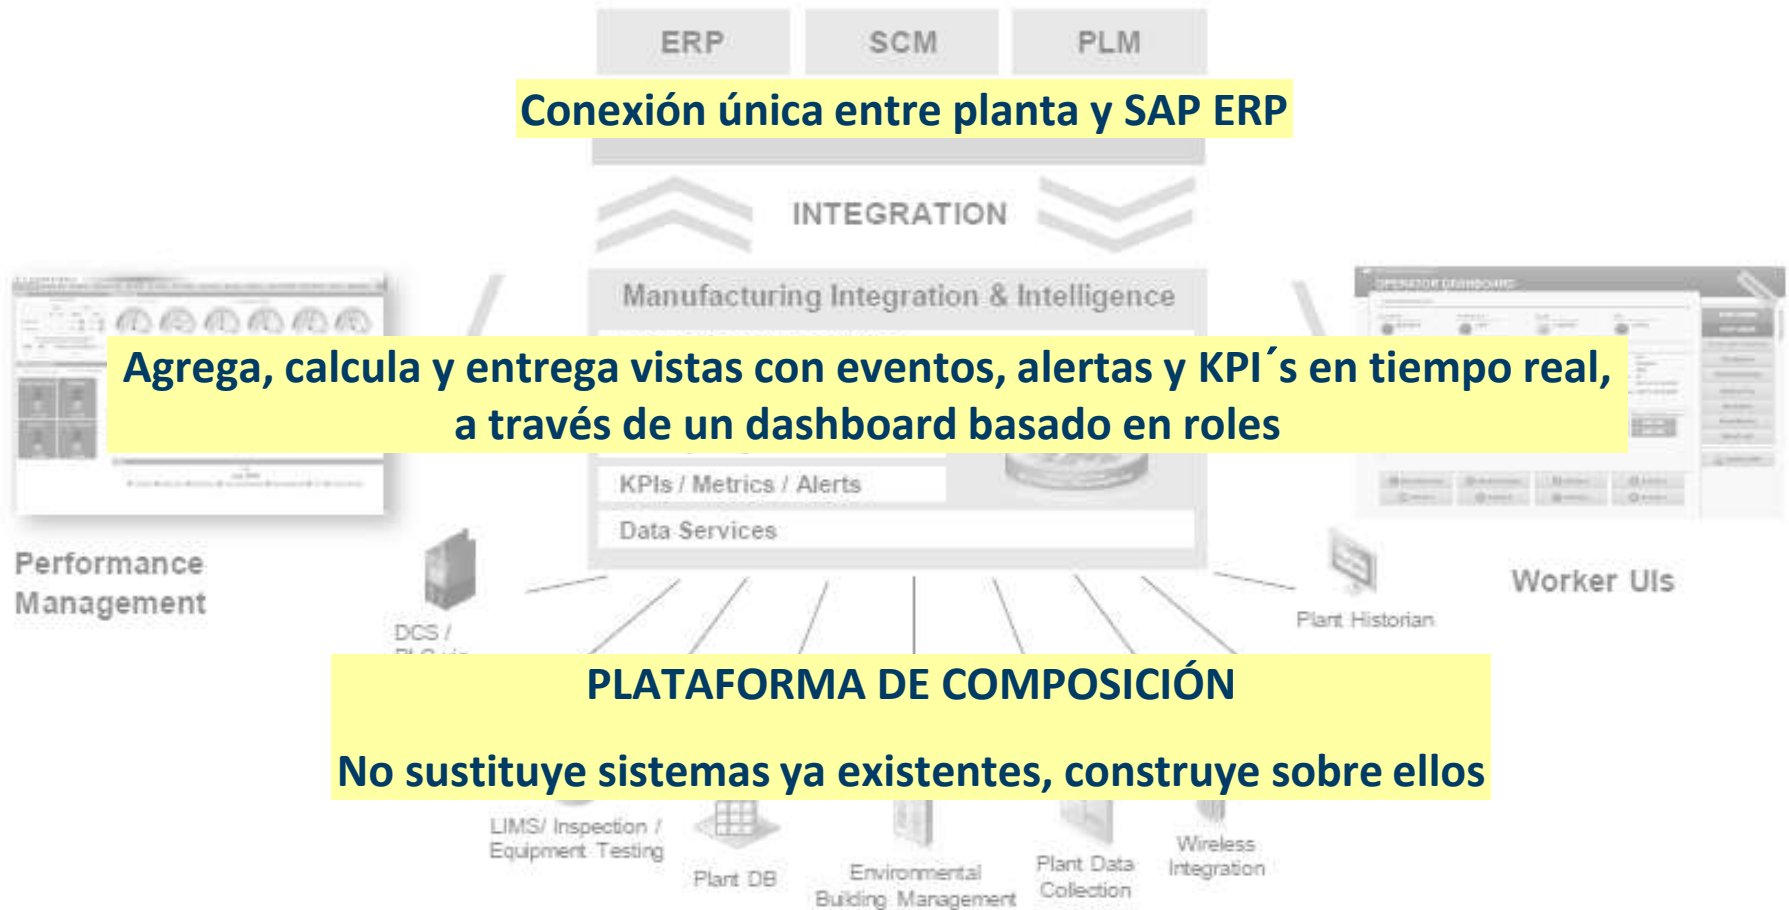 ERP
SCM
PLM
Conexión única entre planta y SAP ERP
INTEGRATION
Manufacturing Integration & Intelligence
OPERATOR DASHBOARD
Agrega, calcula y entrega vistas con eventos, alertas y KPI´s en tiempo real,
a través de un dashboard basado en roles
KPIs / Metrics / Alerts
Data Services
Performance
Management
Worker UIs
DCS /
Plant Historian
PLATAFORMA DE COMPOSICIÓN
No sustituye sistemas ya existentes, construye sobre ellos
LIMS/ Inspection /
Equipment Testing
Plant DB
Environmental
Building Management
Plant Data
Collection
Wireless
Integration